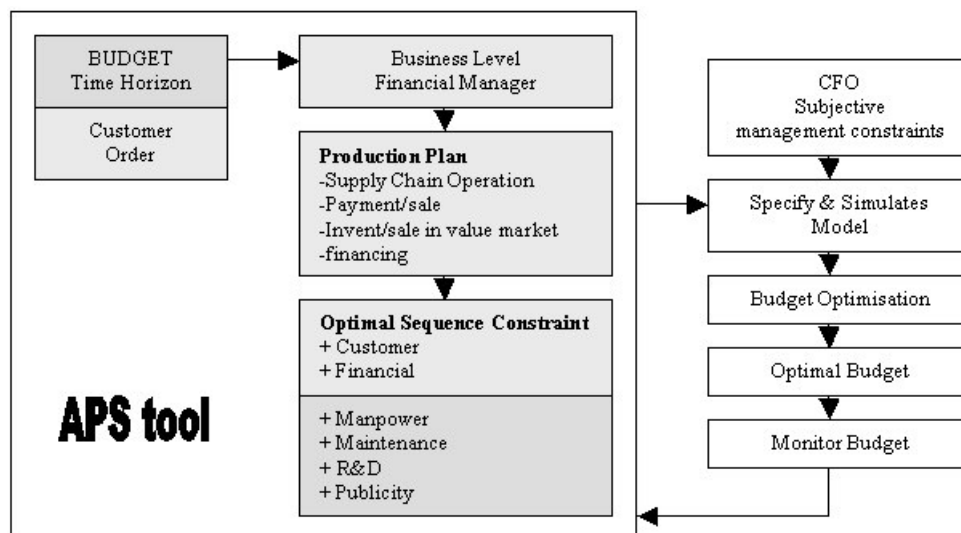 BUDGET
Time Horizon
Customer
Order
Business Level
Financial Manager
Production Plan
-Supply Chain Operation
-Payment/sale
-Invent/sale in value market
-financing
Optimal Sequence Constraint
+ Customer
+ Financial
+ Manpower
+ Maintenance
+ R&D
+ Publicity
APS tool
CFO
Subjective
management constraints
Specify & Simulates
Model
Budget Optimisation
Optimal Budget
Monitor Budget